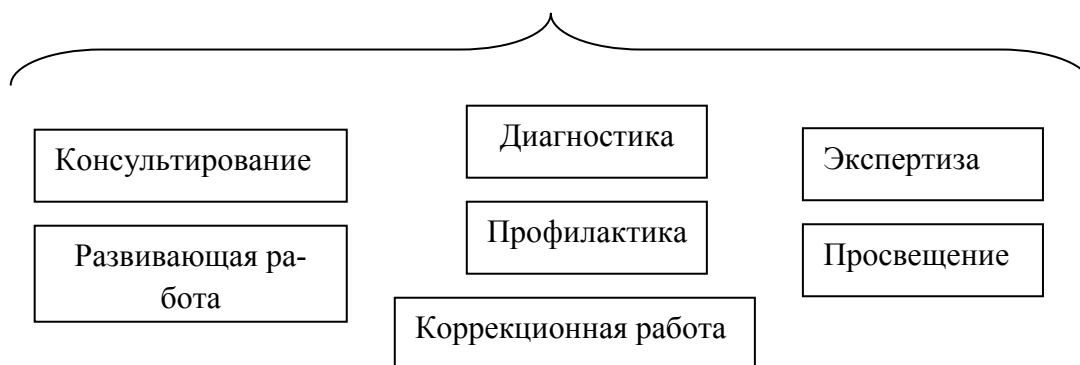 Консультирование
Развивающая ра-
бота
Диагностика
Профилактика
Коррекционная работа
Экспертиза
Просвещение